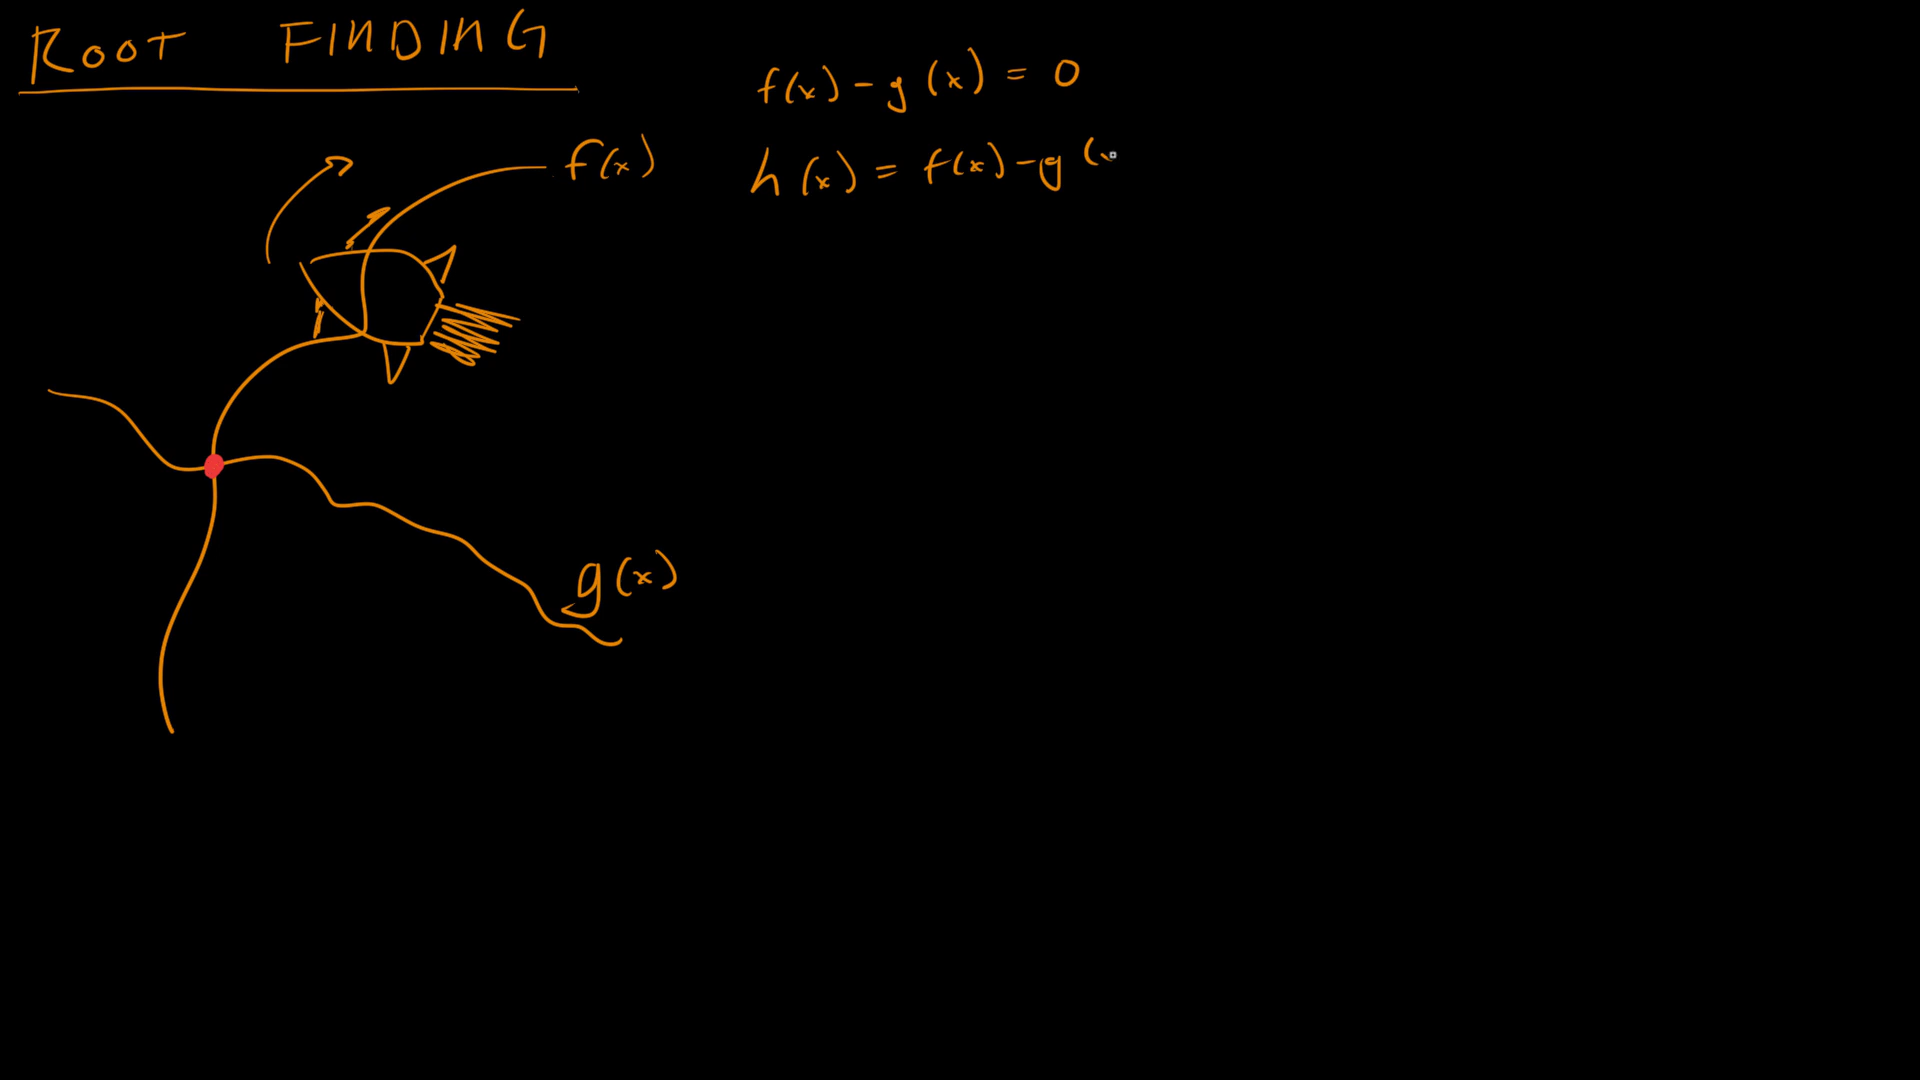 ROOT FINDING
f(x) - g(x) = 0
f(x)
h(x) = f(x) - g(
g(x)